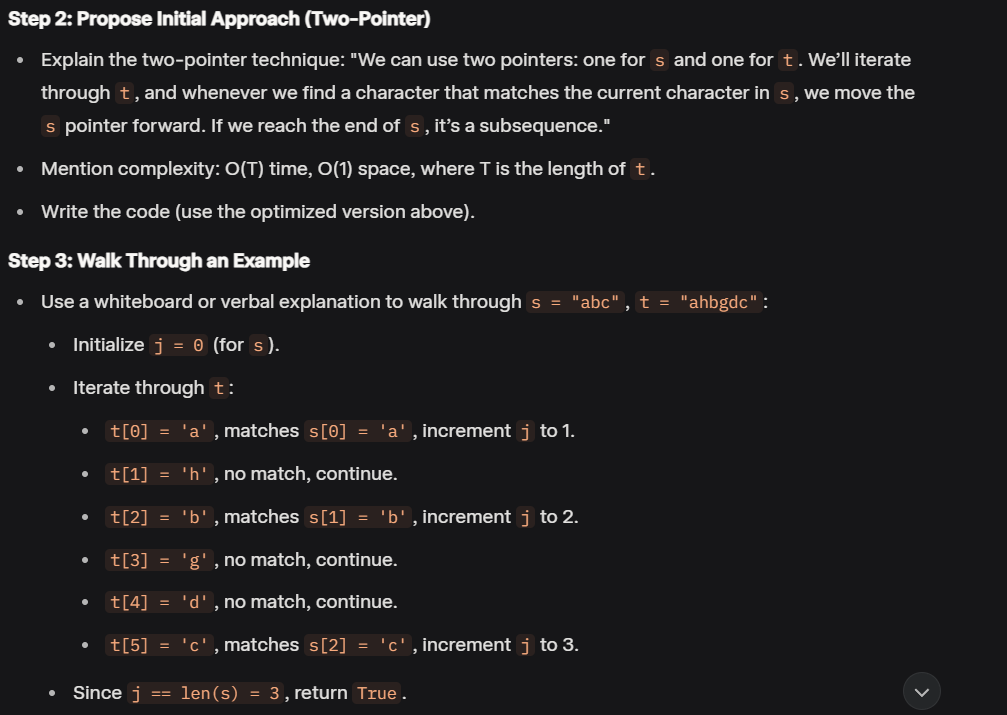 Step 2: Propose Initial Approach (Two-Pointer)
• Explain the two-pointer technique: "We can use two pointers: one for s and one for t. We’ll iterate
through t, and whenever we find a character that matches the current character in s, we move the
s pointer forward. If we reach the end of s, it’s a subsequence."
• Mention complexity: O(T) time, O(1) space, where T is the length of t.
• Write the code (use the optimized version above).
Step 3: Walk Through an Example
• Use a whiteboard or verbal explanation to walk through s = "abc", t = "ahbgdc":
• Initialize j = 0 (for s).
• Iterate through t:
• t[0] = 'a', matches s[0] = 'a', increment j to 1.
• t[1] = 'h', no match, continue.
• t[2] = 'b', matches s[1] = 'b', increment j to 2.
• t[3] = 'g', no match, continue.
• t[4] = 'd', no match, continue.
• t[5] = 'c', matches s[2] = 'c', increment j to 3.
• Since j == len(s) = 3, return True.